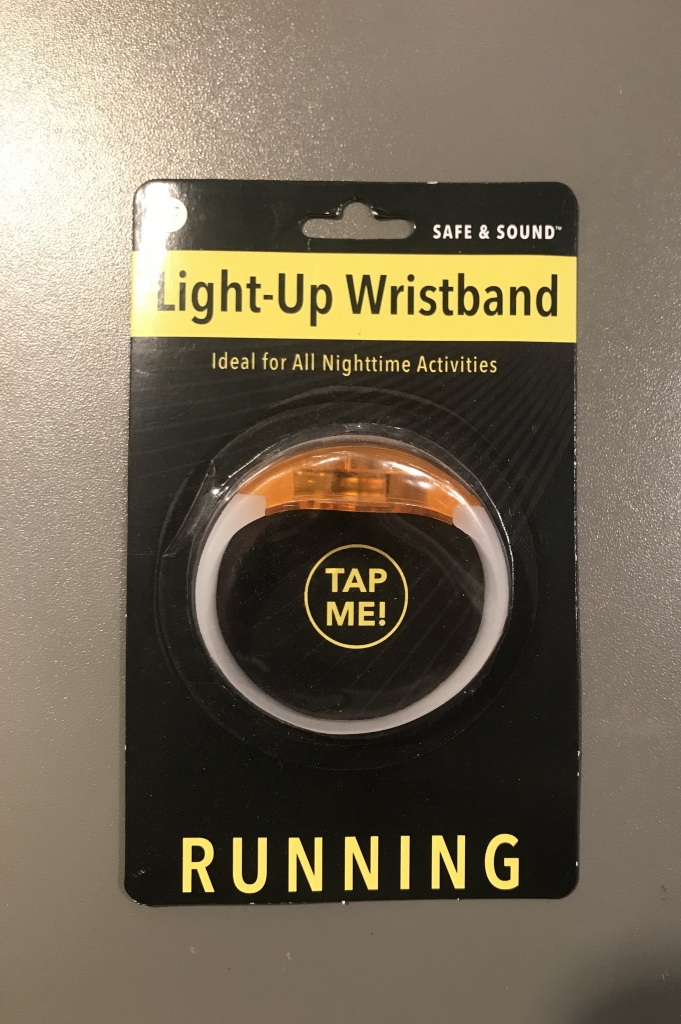 SAFE & SOUND™
Light-Up Wristband
Ideal for All Nighttime Activities
TAP
ME!
RUNNING